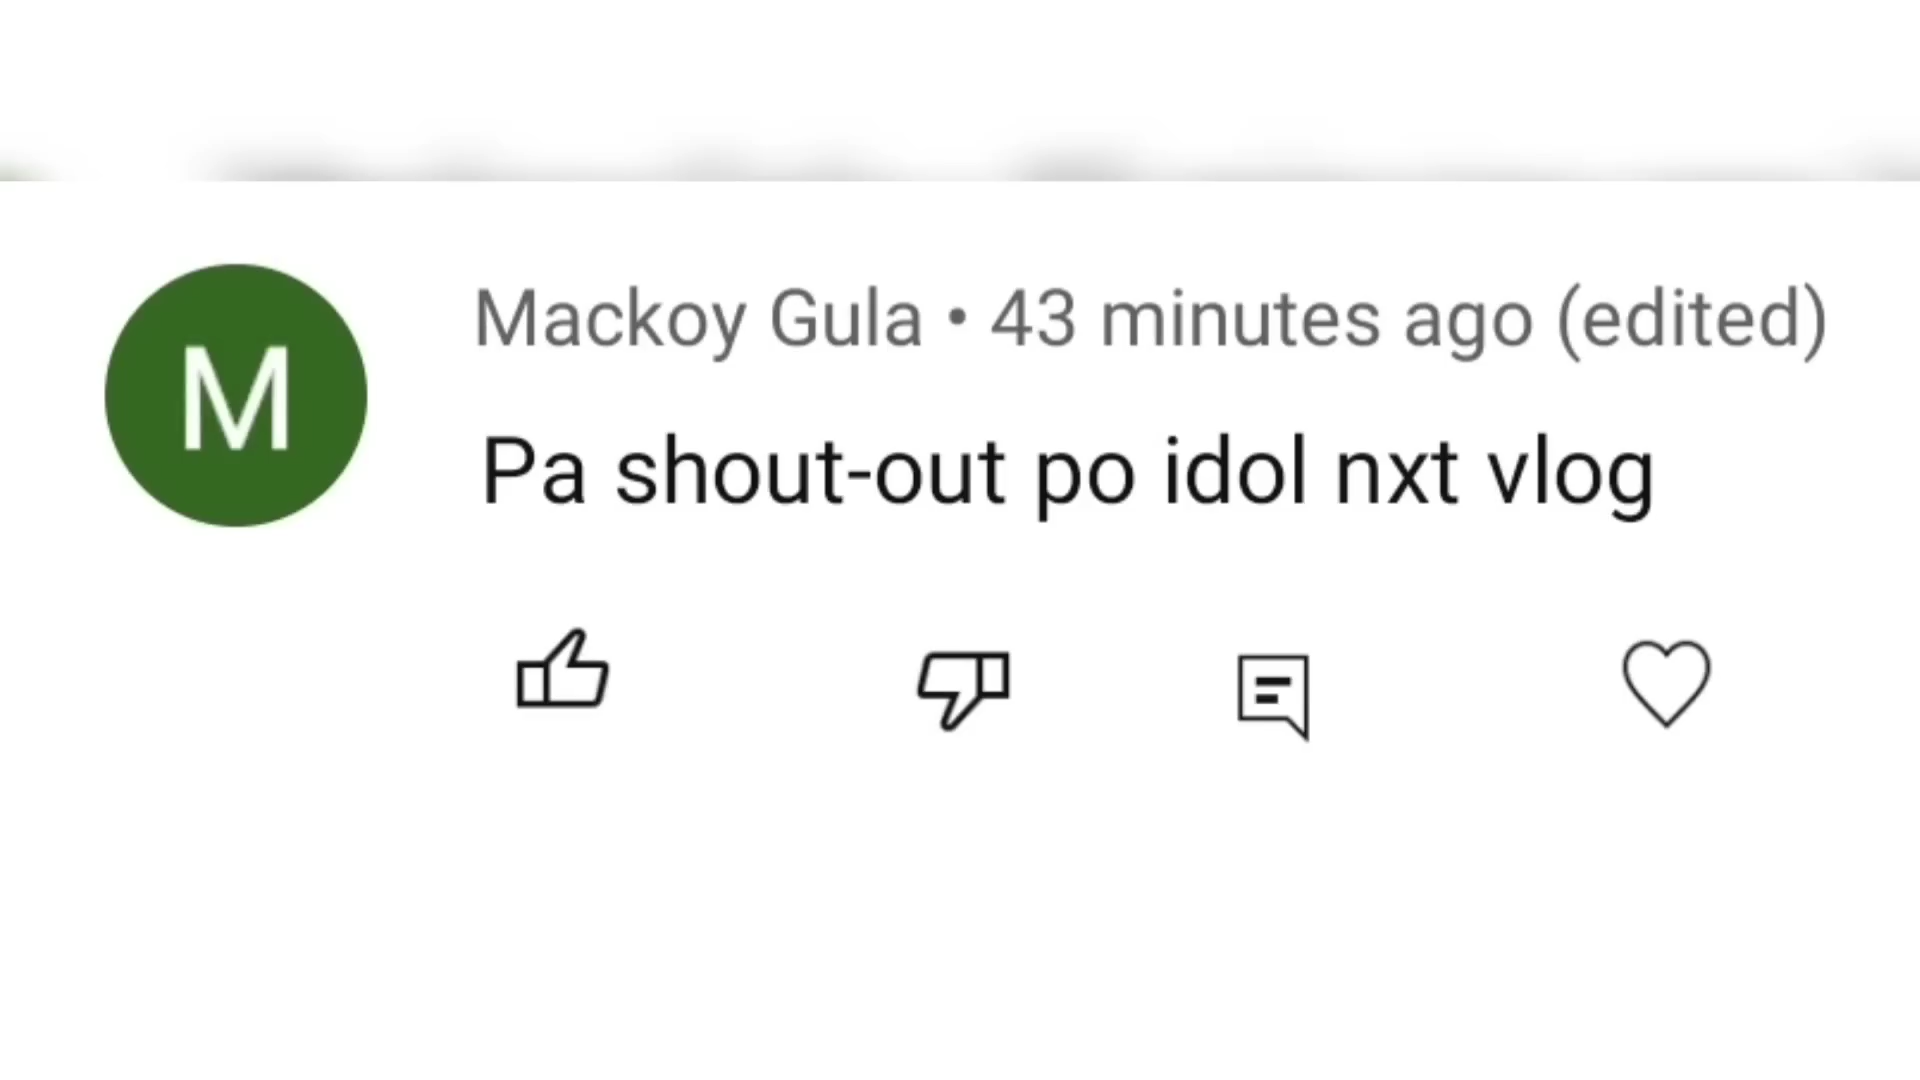 M
Mackoy Gula • 43 minutes ago (edited)
Pa shout-out po idol nxt vlog